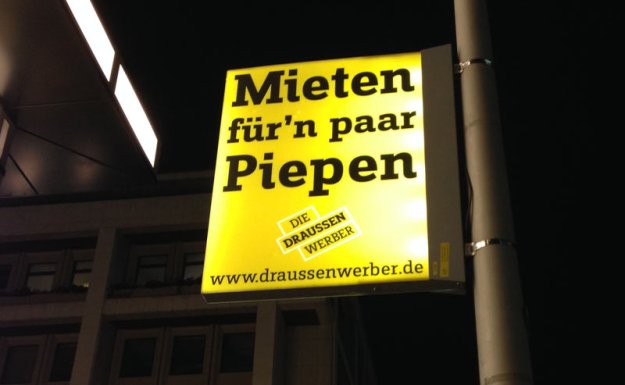 Mieten
für'n paar
Piepen
DIE
DRAUSSEN
WERBER
www.draussenwerber.de